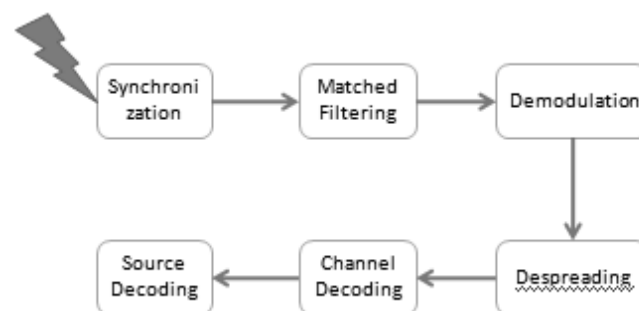 Synchroni
zation
Matched
Filtering
Demodulation
Despreading
Channel
Decoding
Source
Decoding